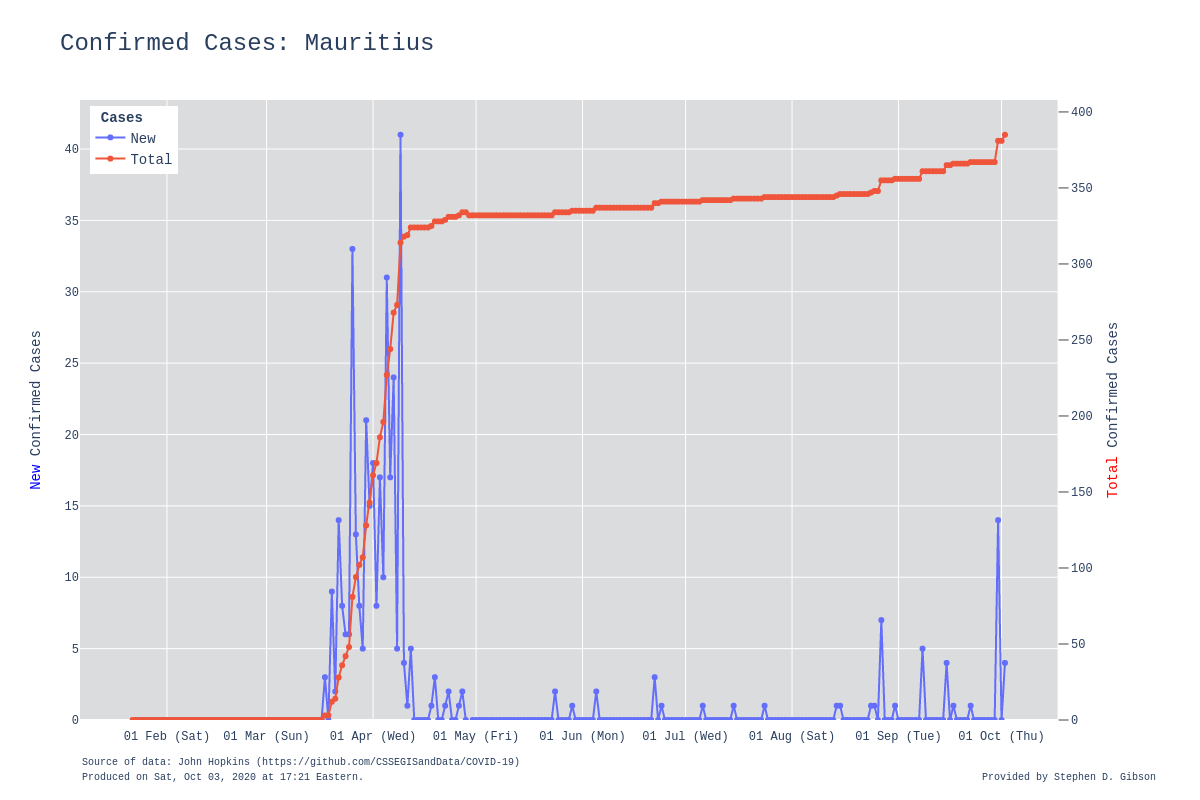 Confirmed Cases: Mauritius
Cases
New
Total
40
35
30
25
20
15
10
5
0
400
350
300
250
200
150
100
50
0
New Confirmed Cases
Total Confirmed Cases
01 Feb (Sat) 01 Mar (Sun) 01 Apr (Wed) 01 May (Fri) 01 Jun (Mon) 01 Jul (Wed) 01 Aug (Sat) 01 Sep (Tue) 01 Oct (Thu)
Source of data: John Hopkins (https://github.com/CSSEGISandData/COVID-19)
Produced on Sat, Oct 03, 2020 at 17:21 Eastern.
Provided by Stephen D. Gibson